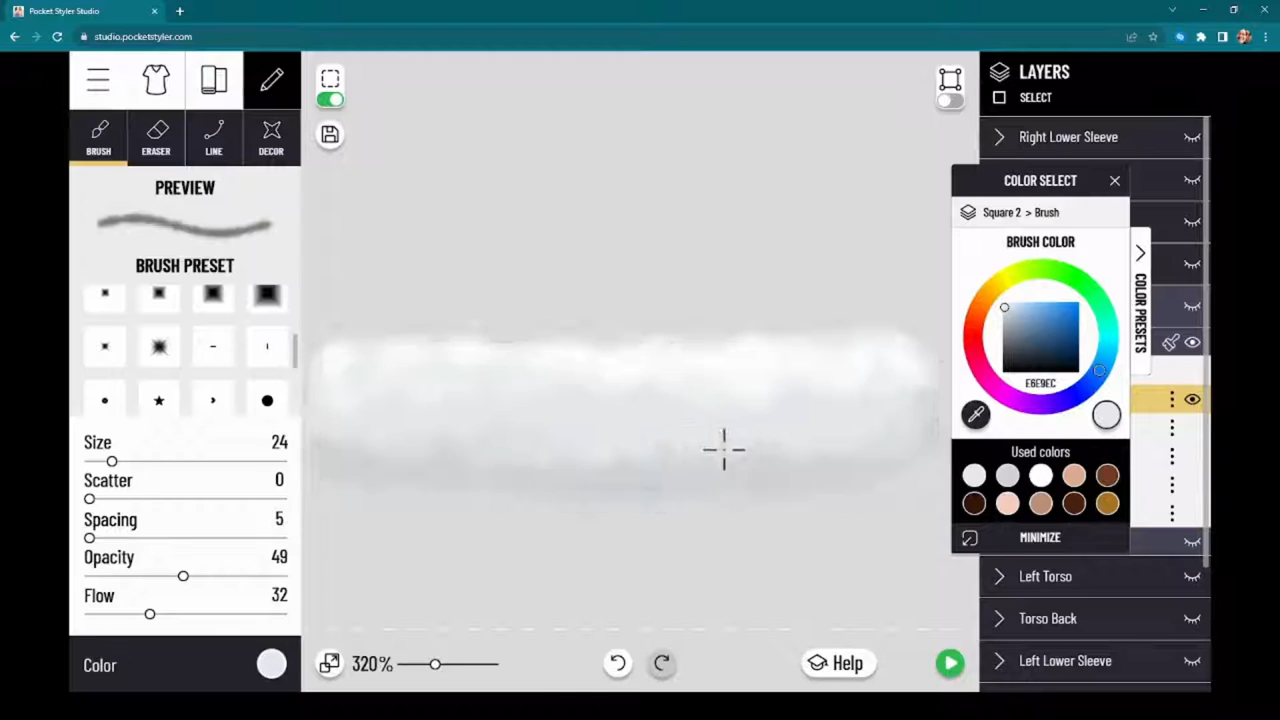 Pocket Styler Studio
studio.pocketstyler.com
BRUSH
ERASER
LINE
DECOR
PREVIEW
BRUSH PRESET
Size 24
Scatter 0
Spacing 5
Opacity 49
Flow 32
Color
320%
Help
LAYERS
SELECT
Right Lower Sleeve
COLOR SELECT
Square 2 > Brush
BRUSH COLOR
E6E9EC
COLOR PRESETS
Used colors
MINIMIZE
Left Torso
Torso Back
Left Lower Sleeve